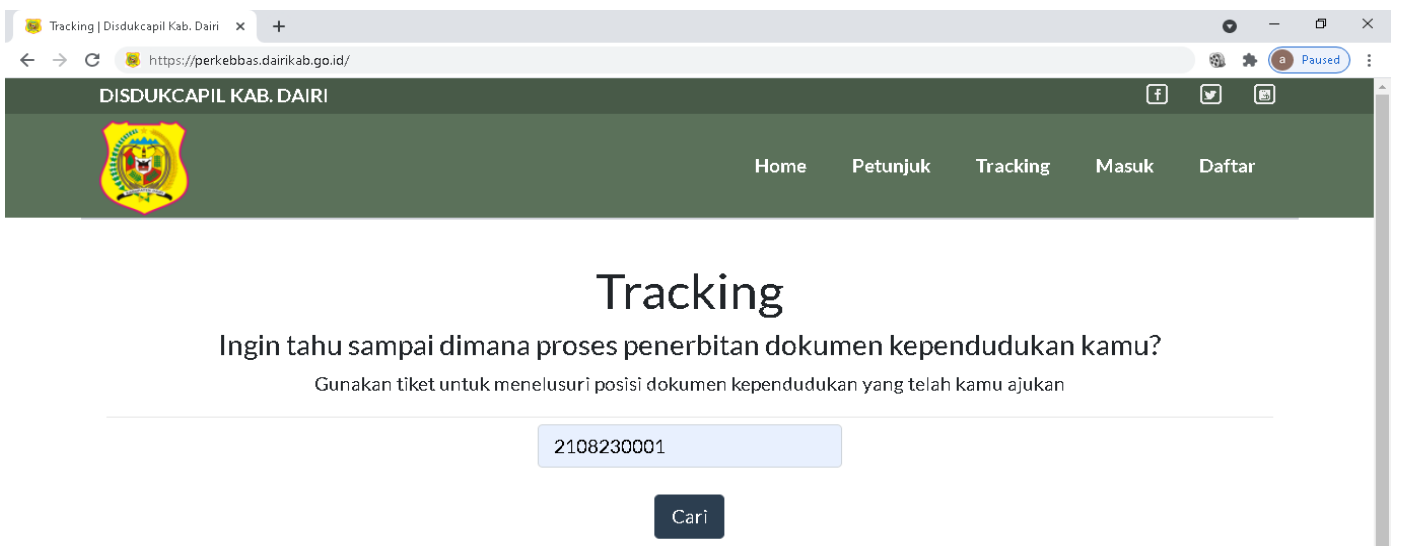 Tracking | Disdukcapil Kab. Dairi
https://perkebbas.dairikab.go.id/
a Paused
DISDUKCAPIL KAB. DAIRI
Home Petunjuk Tracking Masuk Daftar
Tracking
Ingin tahu sampai dimana proses penerbitan dokumen kependudukan kamu?
Gunakan tiket untuk menelusuri posisi dokumen kependudukan yang telah kamu ajukan
2108230001
Cari